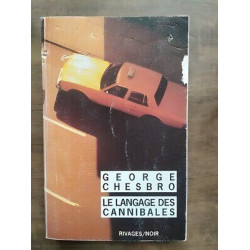 GEORGE
CHESBRO
LE LANGAGE DES
CANNIBALES
RIVAGES/NOIR